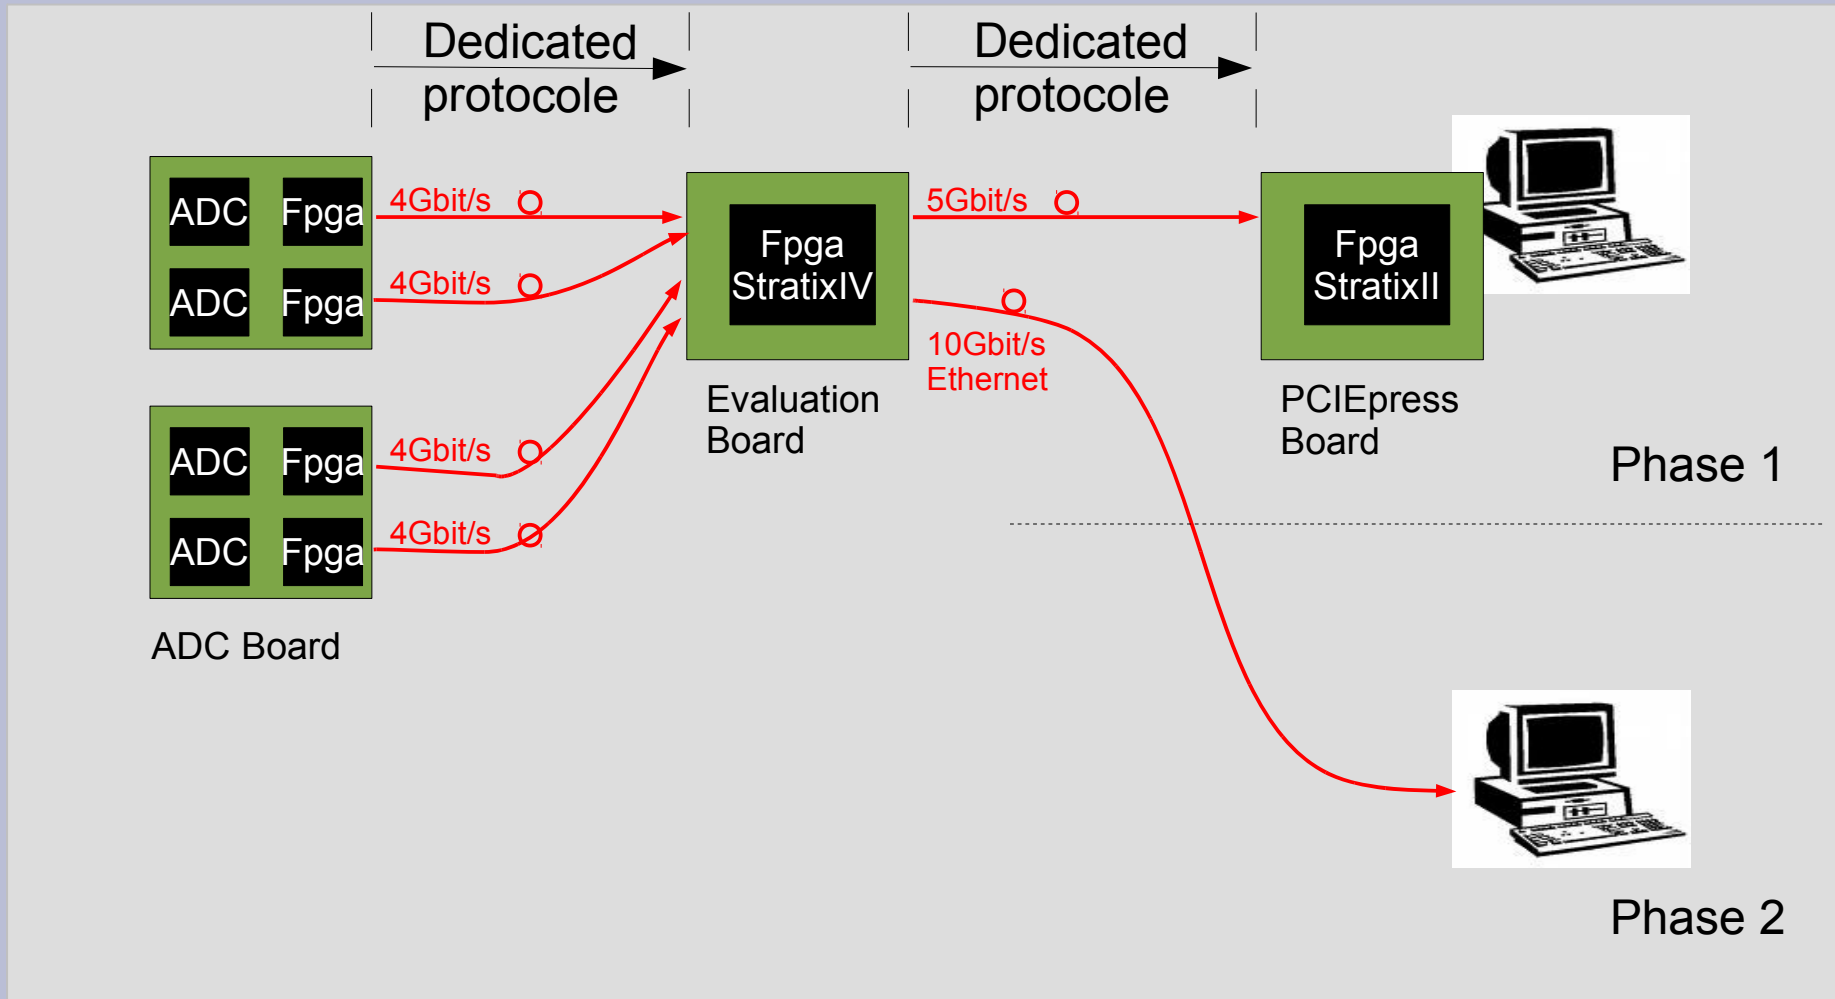 Dedicated
protocole
Dedicated
protocole
ADC Fpga
ADC Fpga
4Gbit/s
4Gbit/s
ADC Fpga
ADC Fpga
4Gbit/s
4Gbit/s
ADC Board
Fpga
StratixIV
Evaluation
Board
5Gbit/s
10Gbit/s
Ethernet
Fpga
StratixII
PCIEpress
Board
Phase 1
Phase 2